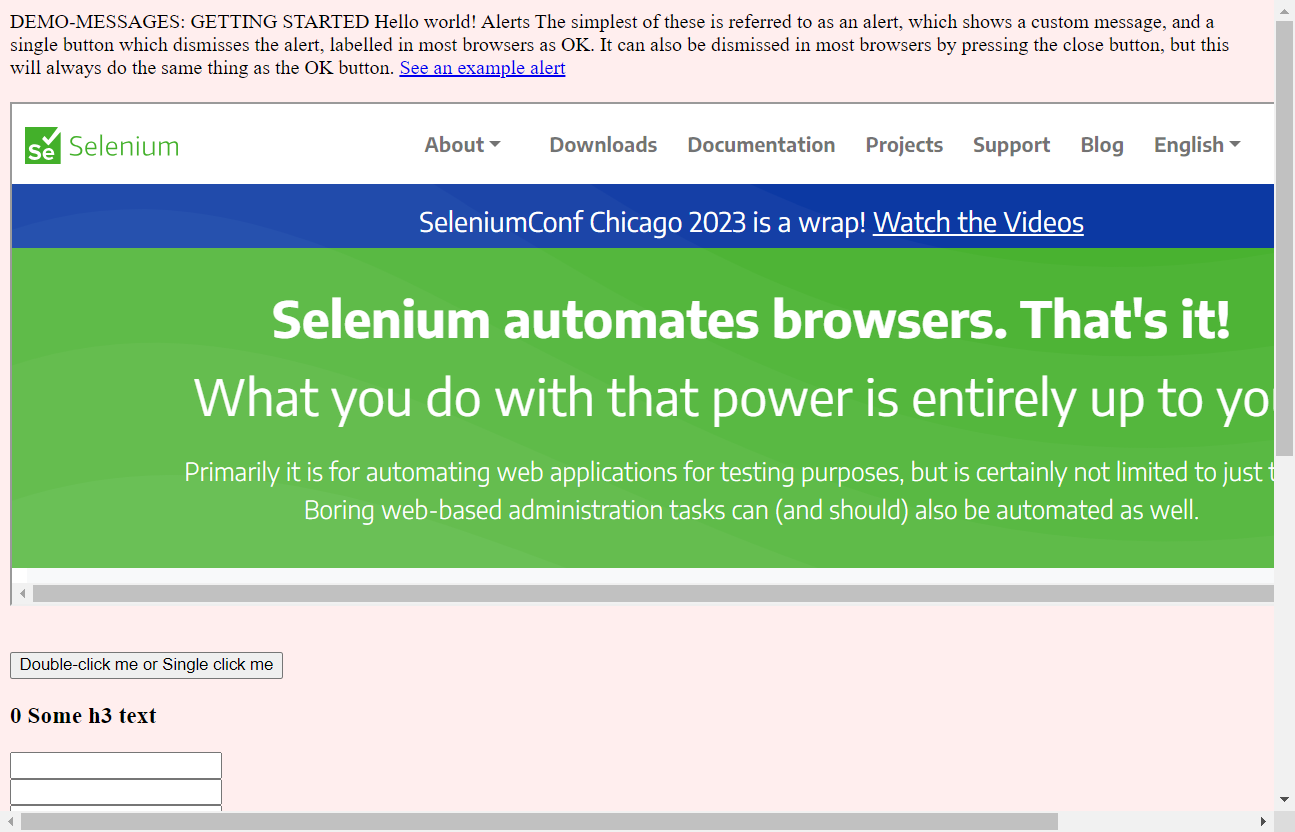 DEMO-MESSAGES: GETTING STARTED Hello world! Alerts The simplest of these is referred to as an alert, which shows a custom message, and a
single button which dismisses the alert, labelled in most browsers as OK. It can also be dismissed in most browsers by pressing the close button, but this
will always do the same thing as the OK button. See an example alert
Se Selenium About Downloads Documentation Projects Support Blog English
SeleniumConf Chicago 2023 is a wrap! Watch the Videos
Selenium automates browsers. That's it!
What you do with that power is entirely up to
Primarily it is for automating web applications for testing purposes, but is certainly not limited to just
Boring web-based administration tasks can (and should) also be automated as well.
Double-click me or Single click me
0 Some h3 text